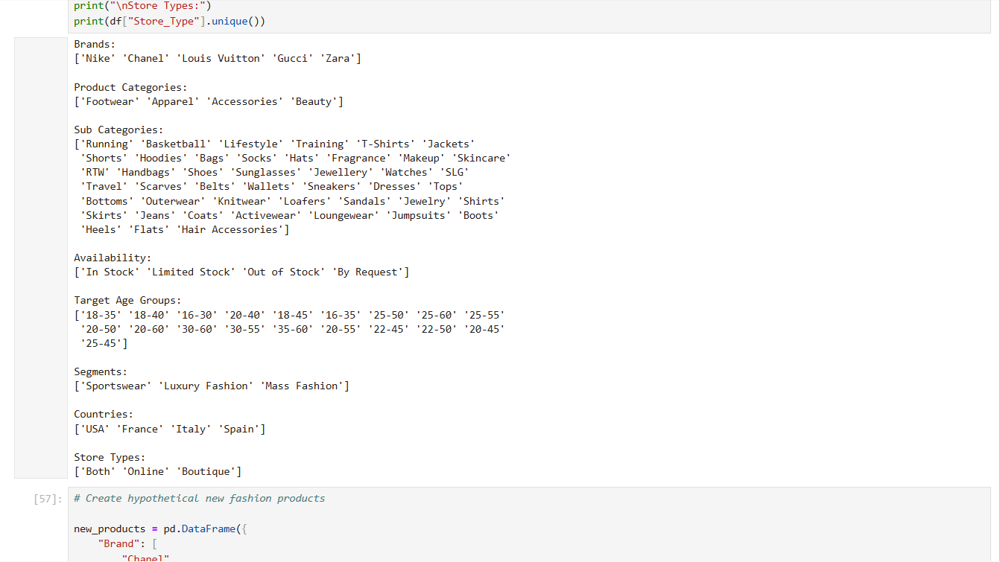 print("\nStore Types:")
print(df["Store_Type"].unique())
Brands:
['Nike' 'Chanel' 'Louis Vuitton' 'Gucci' 'Zara']
Product Categories:
['Footwear' 'Apparel' 'Accessories' 'Beauty']
Sub Categories:
['Running' 'Basketball' 'Lifestyle' 'Training' 'T-Shirts' 'Jackets'
'Shorts' 'Hoodies' 'Bags' 'Socks' 'Hats' 'Fragrance' 'Makeup' 'Skincare'
'RTW' 'Handbags' 'Shoes' 'Sunglasses' 'Jewellery' 'Watches' 'SLG'
'Travel' 'Scarves' 'Belts' 'Wallets' 'Sneakers' 'Dresses' 'Tops'
'Bottoms' 'Outerwear' 'Knitwear' 'Loafers' 'Sandals' 'Jewelry' 'Shirts'
'Skirts' 'Jeans' 'Coats' 'Activewear' 'Loungewear' 'Jumpsuits' 'Boots'
'Heels' 'Flats' 'Hair Accessories']
Availability:
['In Stock' 'Limited Stock' 'Out of Stock' 'By Request']
Target Age Groups:
['18-35' '18-40' '16-30' '20-40' '18-45' '16-35' '25-50' '25-60' '25-55'
'20-50' '20-60' '30-60' '30-55' '35-60' '20-55' '22-45' '22-50' '20-45'
'25-45']
Segments:
['Sportswear' 'Luxury Fashion' 'Mass Fashion']
Countries:
['USA' 'France' 'Italy' 'Spain']
Store Types:
['Both' 'Online' 'Boutique']
[57]: # Create hypothetical new fashion products
new_products = pd.DataFrame({
"Brand": [
"Chanel"